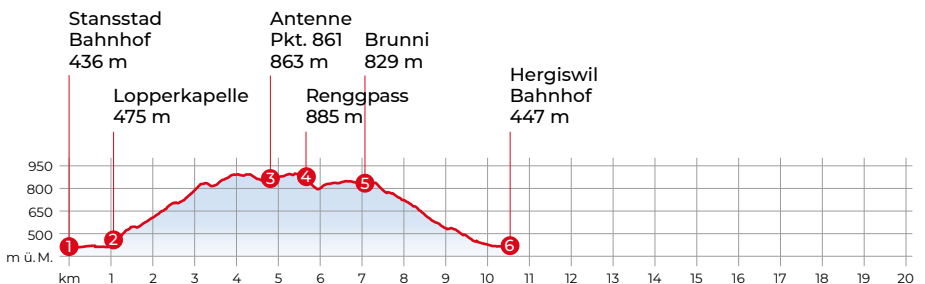 Stansstad
Bahnhof
436 m
Lopperkapelle
475 m
Antenne
Pkt. 861
863 m
Renggpass
885 m
Brunni
829 m
Hergiswil
Bahnhof
447 m
950
800
650
500
m ü. M.
1
2
3
4
5
6
km 1 2 3 4 5 6 7 8 9 10 11 12 13 14 15 16 17 18 19 20